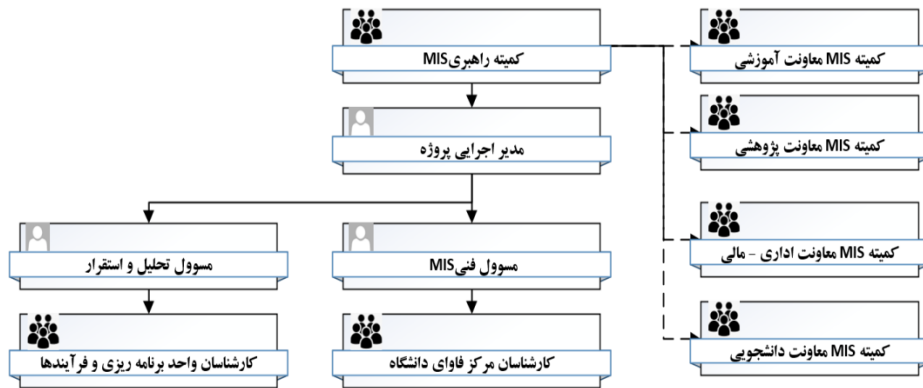 کمیته راهبریMIS
کمیته MIS معاونت آموزشی
مدیر اجرایی پروژه
کمیته MIS معاونت پژوهشی
مسوول تحلیل و استقرار
مسوول فنیMIS
کمیته MIS معاونت اداری - مالی
کارشناسان واحد برنامه ریزی و فرآیندها
کارشناسان مرکز فاوای دانشگاه
کمیته MIS معاونت دانشجویی